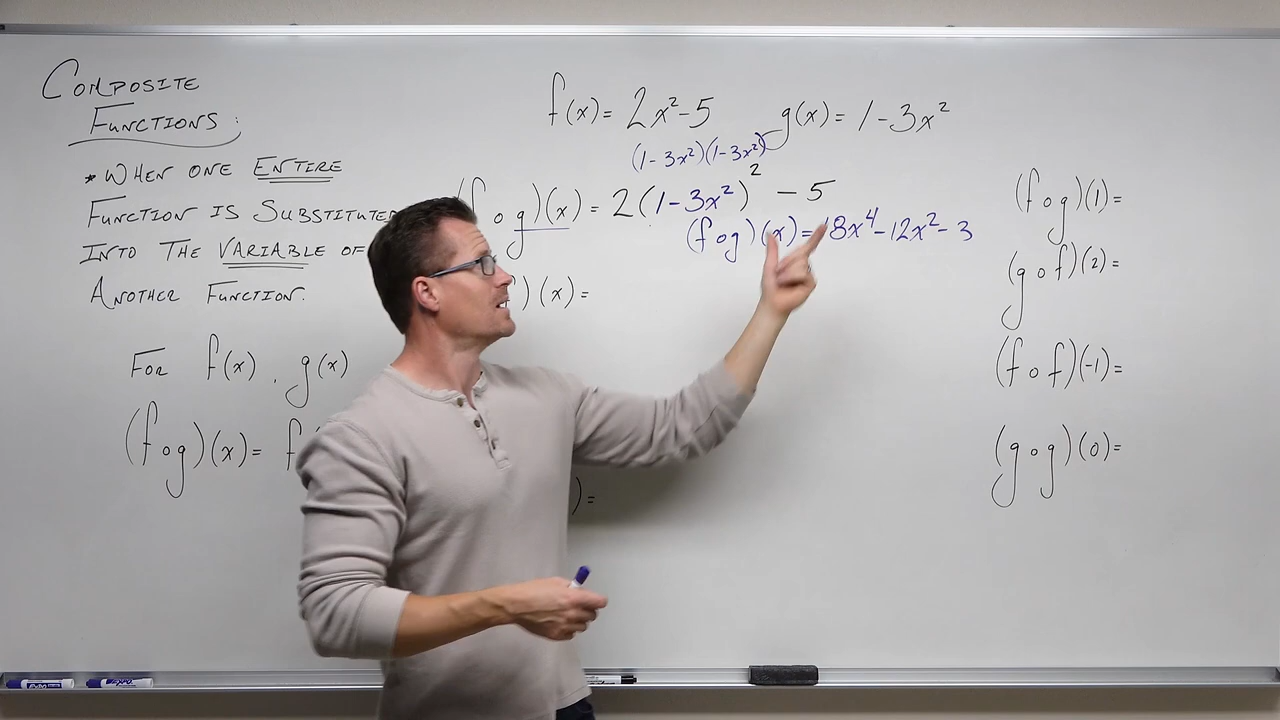 COMPOSITE
FUNCTIONS:
* WHEN ONE ENTIRE
FUNCTION IS SUBSTITUTED
INTO THE VARIABLE OF
ANOTHER FUNCTION.
FOR f(x), g(x)
(f∘g)(x)= f
f(x)= 2x²-5 g(x)= 1-3x²
(1-3x²)(1-3x²)
(f∘g)(x)= 2(1-3x²)² - 5
(f∘g)(x)= 18x⁴-12x²-3
)(x)=
)=
(f∘g)(1)=
(g∘f)(2)=
(f∘f)(-1)=
(g∘g)(0)=
EXPO